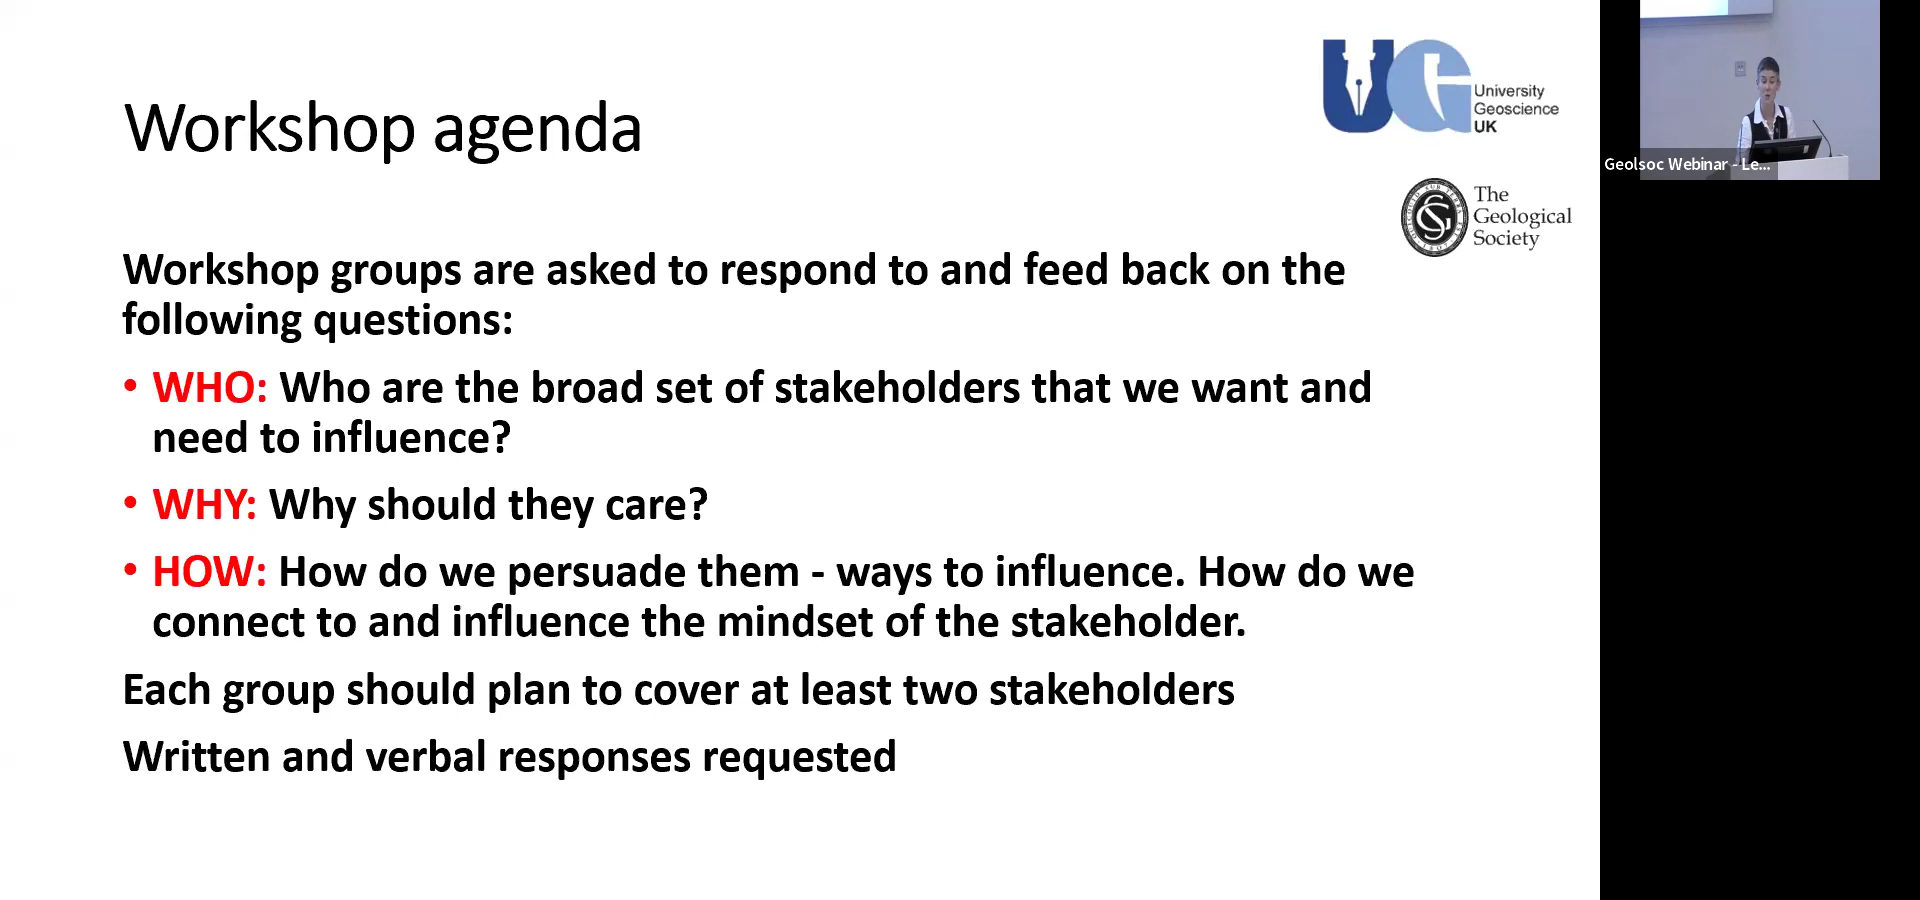 Workshop agenda
University
Geoscience
UK
The
Geological
Society
Geolsoc Webinar - Le...
Workshop groups are asked to respond to and feed back on the
following questions:
• WHO: Who are the broad set of stakeholders that we want and
need to influence?
• WHY: Why should they care?
• HOW: How do we persuade them - ways to influence. How do we
connect to and influence the mindset of the stakeholder.
Each group should plan to cover at least two stakeholders
Written and verbal responses requested